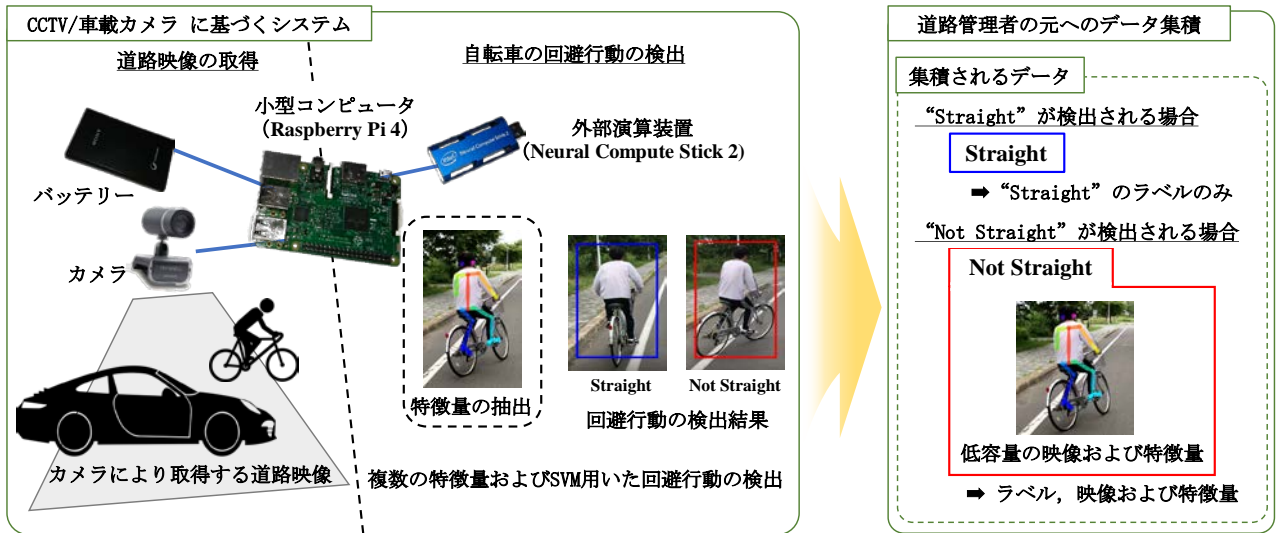 CCTV/車載カメラ に基づくシステム
道路映像の取得
自転車の回避行動の検出
小型コンピュータ
（Raspberry Pi 4）
外部演算装置
（Neural Compute Stick 2）
SONY
intel
Neural Compute Stick 2
バッテリー
カメラ
特徴量の抽出
Straight
Not Straight
回避行動の検出結果
カメラにより取得する道路映像
複数の特徴量およびSVM用いた回避行動の検出
道路管理者の元へのデータ集積
集積されるデータ
“Straight”が検出される場合
Straight
➡ “Straight”のラベルのみ
“Not Straight”が検出される場合
Not Straight
低容量の映像および特徴量
➡ ラベル，映像および特徴量